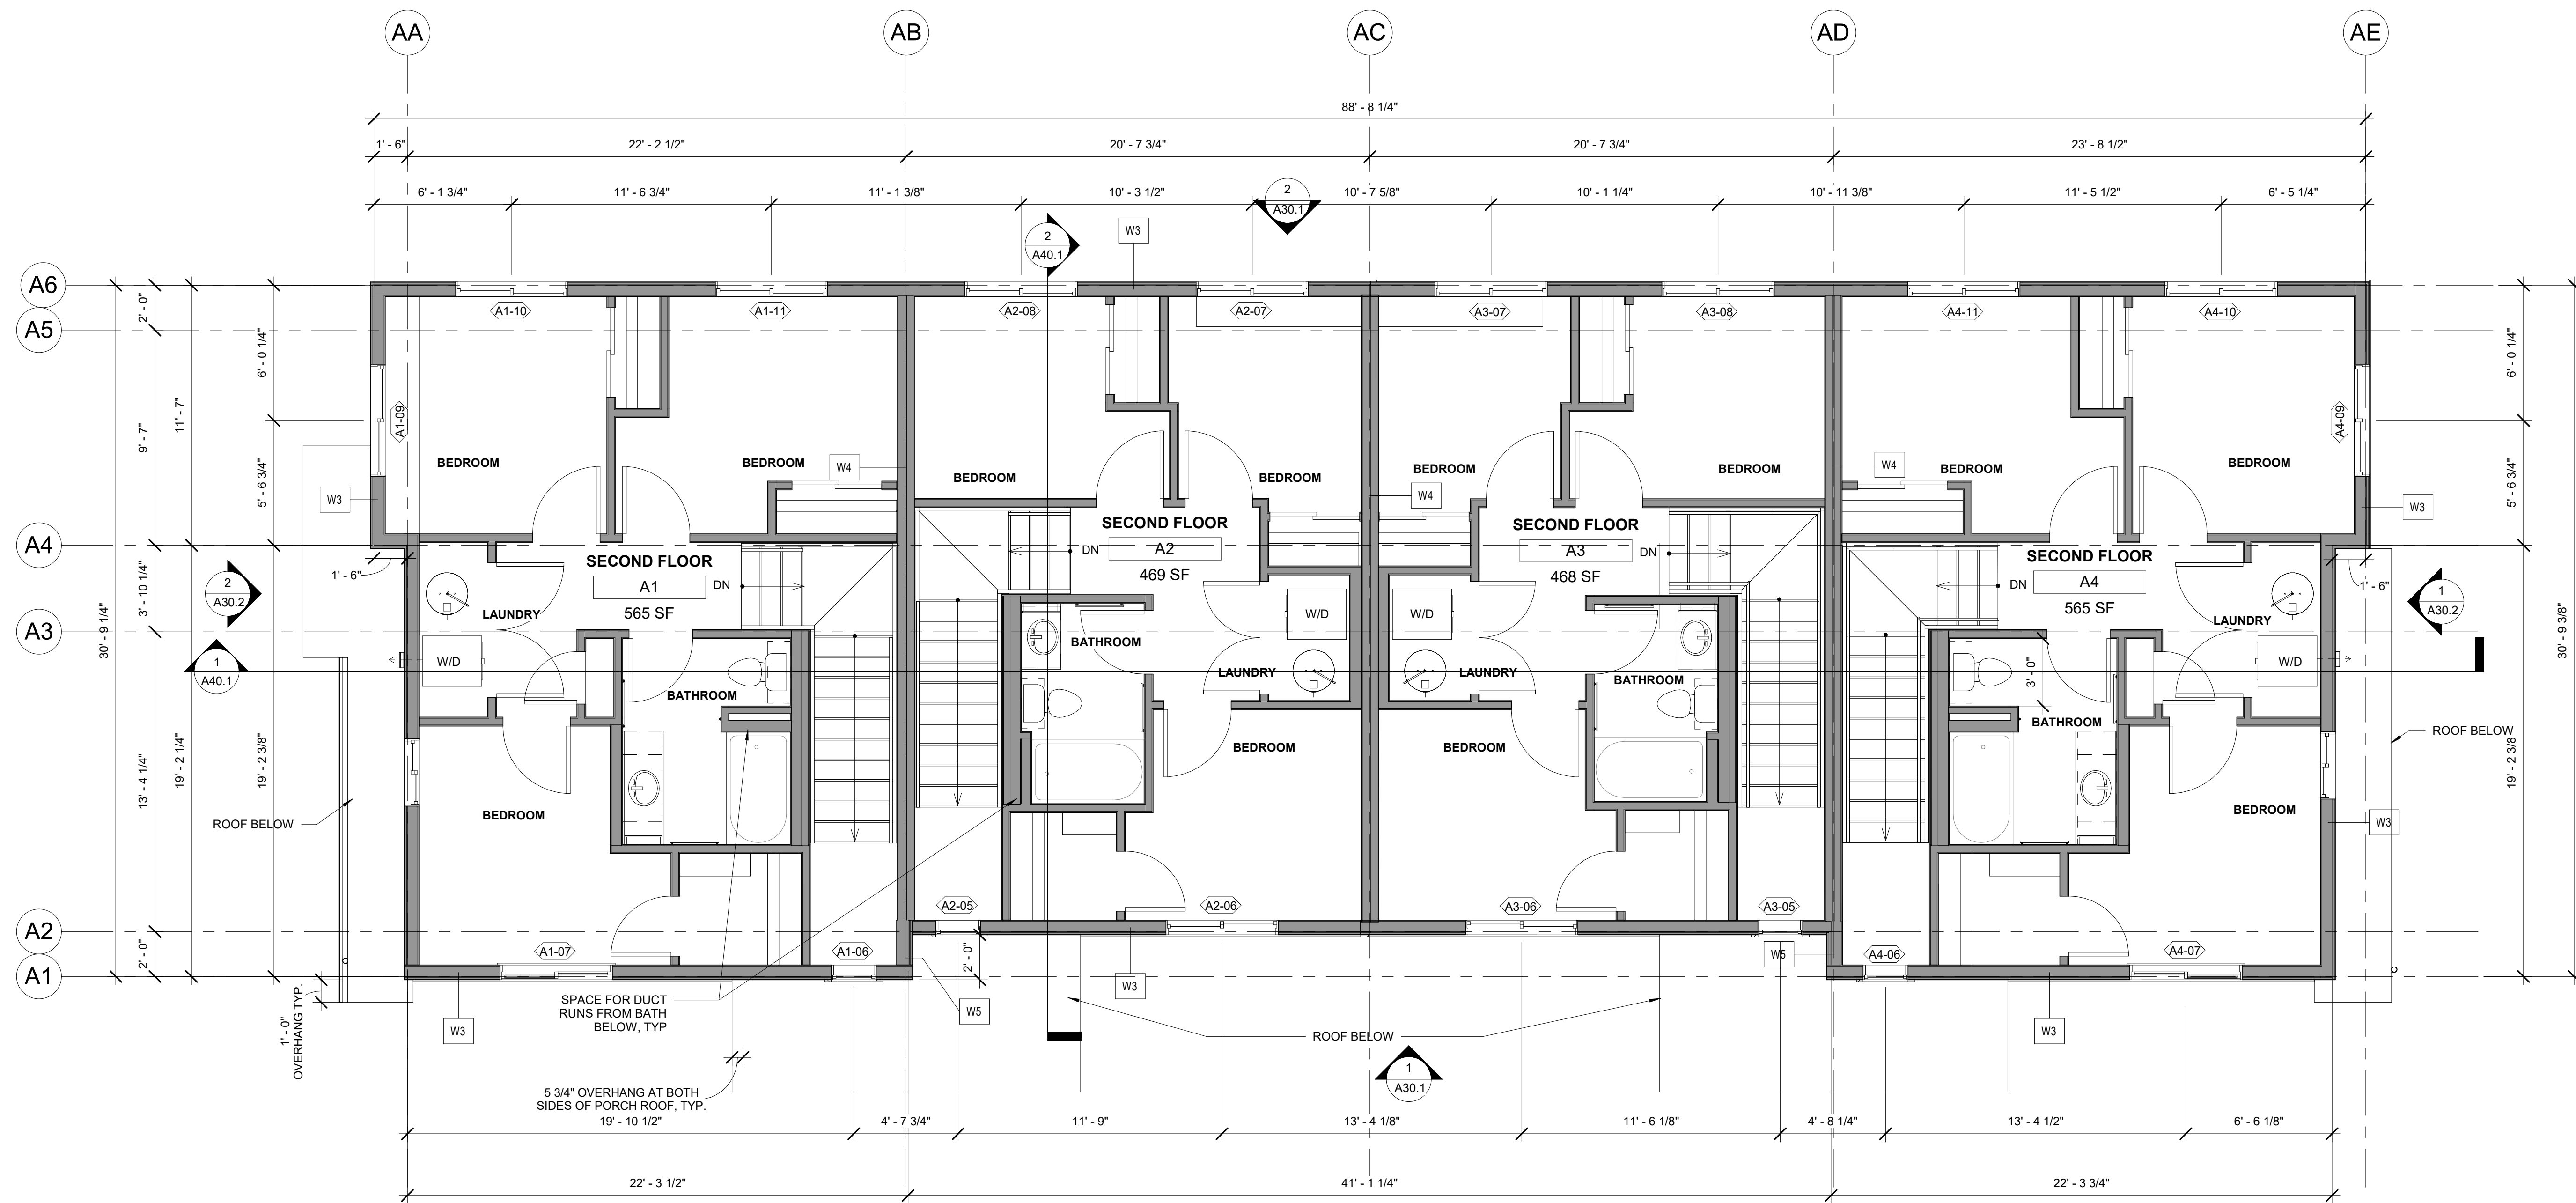 AA
AB
AC
AD
AE
88' - 8 1/4"
1' - 6"
22' - 2 1/2"
20' - 7 3/4"
20' - 7 3/4"
23' - 8 1/2"
6' - 1 3/4"
11' - 6 3/4"
11' - 1 3/8"
10' - 3 1/2"
10' - 7 5/8"
10' - 1 1/4"
10' - 11 3/8"
11' - 5 1/2"
6' - 5 1/4"
2
A30.1
2
A40.1
W3
A6
A5
A4
A3
A2
A1
30' - 9 1/4"
2' - 0"
9' - 7"
3' - 10 1/4"
13' - 4 1/4"
2' - 0"
11' - 7"
19' - 2 1/4"
6' - 0 1/4"
5' - 6 3/4"
19' - 2 3/8"
A1-10
A1-11
A2-08
A2-07
A3-07
A3-08
A4-11
A4-10
A1-09
A4-09
BEDROOM
BEDROOM
BEDROOM
BEDROOM
BEDROOM
BEDROOM
BEDROOM
BEDROOM
W3
W4
W4
W4
W3
SECOND FLOOR
A1
565 SF
DN
SECOND FLOOR
A2
469 SF
DN
SECOND FLOOR
A3
468 SF
DN
SECOND FLOOR
A4
565 SF
DN
1' - 6"
1' - 6"
2
A30.2
1
A30.2
1
A40.1
LAUNDRY
W/D
BATHROOM
BATHROOM
W/D
LAUNDRY
W/D
LAUNDRY
BATHROOM
3' - 0"
BATHROOM
LAUNDRY
W/D
BEDROOM
BEDROOM
BEDROOM
BEDROOM
ROOF BELOW
ROOF BELOW
W3
6' - 0 1/4"
5' - 6 3/4"
19' - 2 3/8
30' - 9 3/8"
A1-07
A1-06
A2-05
A2-06
A3-06
A3-05
A4-06
A4-07
2' - 0"
W3
W5
W3
W5
W3
1' - 0"
OVERHANG TYP.
SPACE FOR DUCT
RUNS FROM BATH
BELOW, TYP
ROOF BELOW
1
A30.1
5 3/4" OVERHANG AT BOTH
SIDES OF PORCH ROOF, TYP.
19' - 10 1/2"
4' - 7 3/4"
11' - 9"
13' - 4 1/8"
11' - 6 1/8"
4' - 8 1/4"
13' - 4 1/2"
6' - 6 1/8"
22' - 3 1/2"
41' - 1 1/4"
22' - 3 3/4"